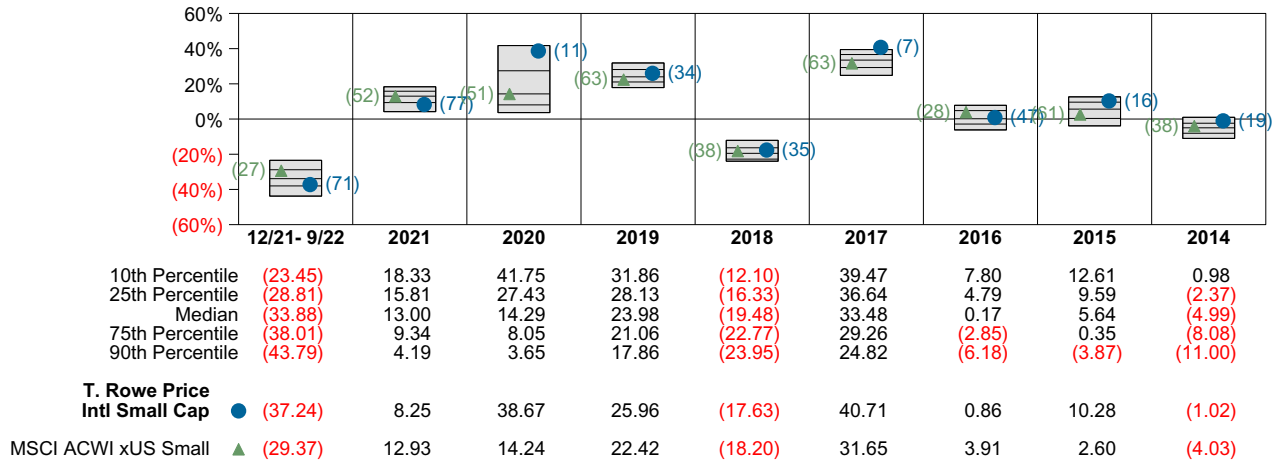 60%
40%
20%
0%
(20%)
(40%)
(60%)
(27) (71)
(52) (77)
(51) (11)
(63) (34)
(38) (35)
(63) (7)
(28) (47)
(61) (16)
(38) (19)
12/21- 9/22 2021 2020 2019 2018 2017 2016 2015 2014
10th Percentile (23.45) 18.33 41.75 31.86 (12.10) 39.47 7.80 12.61 0.98
25th Percentile (28.81) 15.81 27.43 28.13 (16.33) 36.64 4.79 9.59 (2.37)
Median (33.88) 13.00 14.29 23.98 (19.48) 33.48 0.17 5.64 (4.99)
75th Percentile (38.01) 9.34 8.05 21.06 (22.77) 29.26 (2.85) 0.35 (8.08)
90th Percentile (43.79) 4.19 3.65 17.86 (23.95) 24.82 (6.18) (3.87) (11.00)
T. Rowe Price
Intl Small Cap (37.24) 8.25 38.67 25.96 (17.63) 40.71 0.86 10.28 (1.02)
MSCI ACWI xUS Small (29.37) 12.93 14.24 22.42 (18.20) 31.65 3.91 2.60 (4.03)